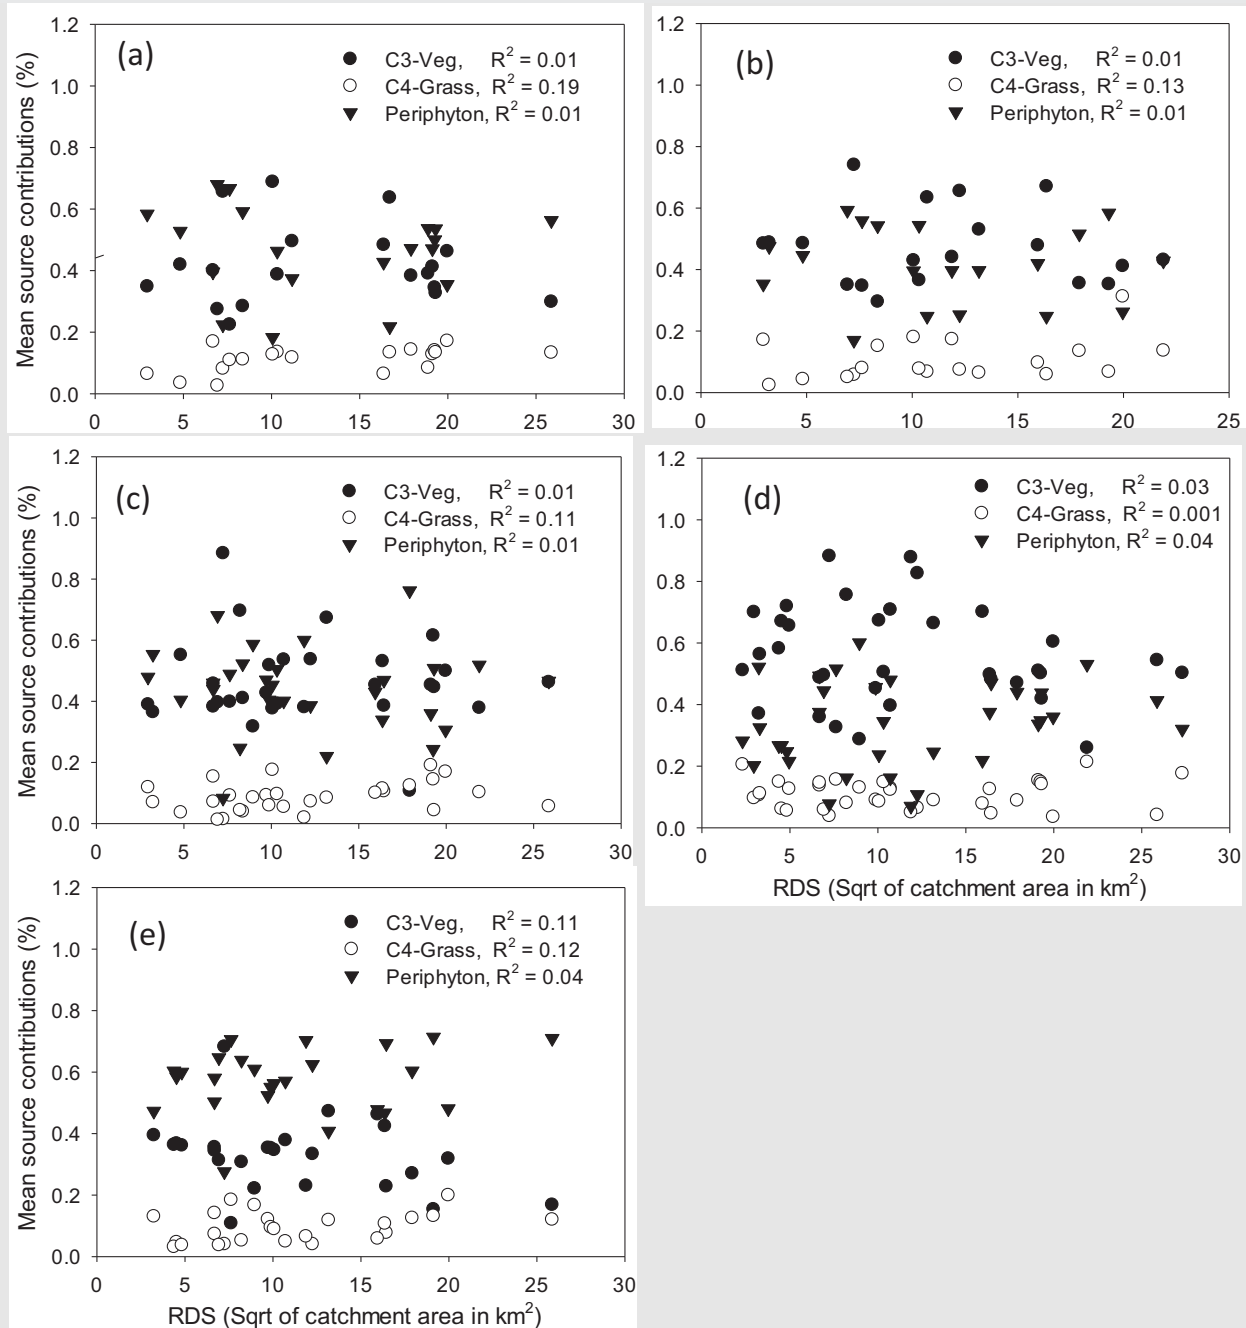 (a)
C3-Veg, R² = 0.01
C4-Grass, R² = 0.19
Periphyton, R² = 0.01
Mean source contributions (%)
1.2
1.0
0.8
0.6
0.4
0.2
0.0
0 5 10 15 20 25 30
(b)
C3-Veg, R² = 0.01
C4-Grass, R² = 0.13
Periphyton, R² = 0.01
1.2
1.0
0.8
0.6
0.4
0.2
0.0
0 5 10 15 20 25
(c)
C3-Veg, R² = 0.01
C4-Grass, R² = 0.11
Periphyton, R² = 0.01
Mean source contributions (%)
1.2
1.0
0.8
0.6
0.4
0.2
0.0
0 5 10 15 20 25 30
(d)
C3-Veg, R² = 0.03
C4-Grass, R² = 0.001
Periphyton, R² = 0.04
1.2
1.0
0.8
0.6
0.4
0.2
0.0
0 5 10 15 20 25 30
RDS (Sqrt of catchment area in km²)
(e)
C3-Veg, R² = 0.11
C4-Grass, R² = 0.12
Periphyton, R² = 0.04
Mean source contributions (%)
1.2
1.0
0.8
0.6
0.4
0.2
0.0
0 5 10 15 20 25 30
RDS (Sqrt of catchment area in km²)